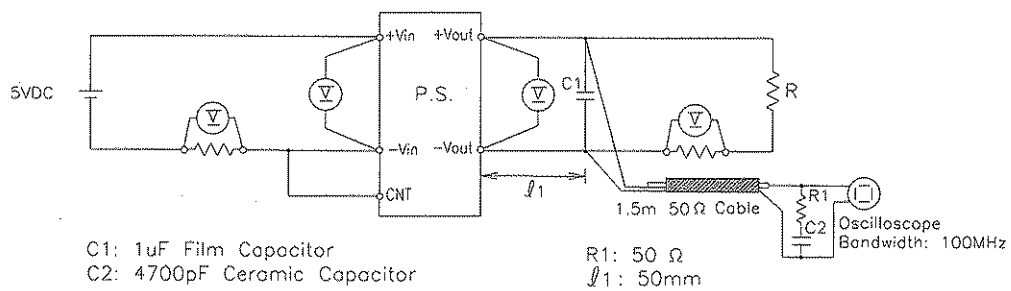 +Vin
+Vout
5VDC
V
V
P.S.
V
C1
V
R
-Vin
-Vout
CNT
ℓ1
1.5m 50Ω Cable
R1
C2
Oscilloscope
Bandwidth: 100MHz
C1: 1uF Film Capacitor
C2: 4700pF Ceramic Capacitor
R1: 50 Ω
ℓ1: 50mm